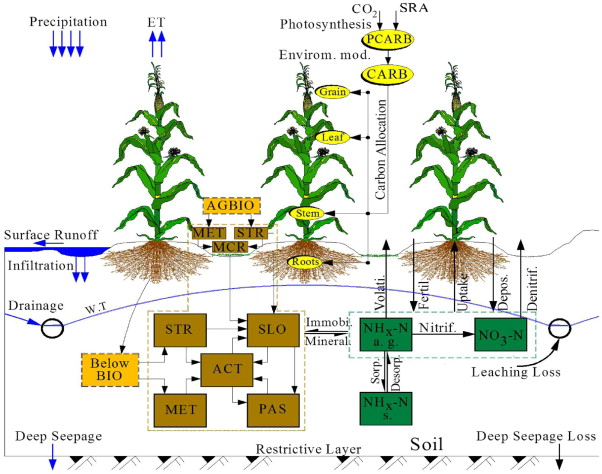 CO2 SRA
Precipitation
ET
Photosynthesis
PCARB
Environ. mod.
CARB
Grain
Leaf
Carbon Allocation
AGBIO
Stem
MET STR
MCR
Surface Runoff
Infiltration
Roots
Volati.
Fertil
Uptake
Depos.
Denitrif.
Drainage
W.T
STR
SLO
Immobi.
Mineral.
NHX-N
a. g.
Nitrif.
NO3-N
Below
BIO
ACT
Sorp.
Desorp.
Leaching Loss
MET
PAS
NHX-N
s.
Deep Seepage
Restrictive Layer
Soil
Deep Seepage Loss